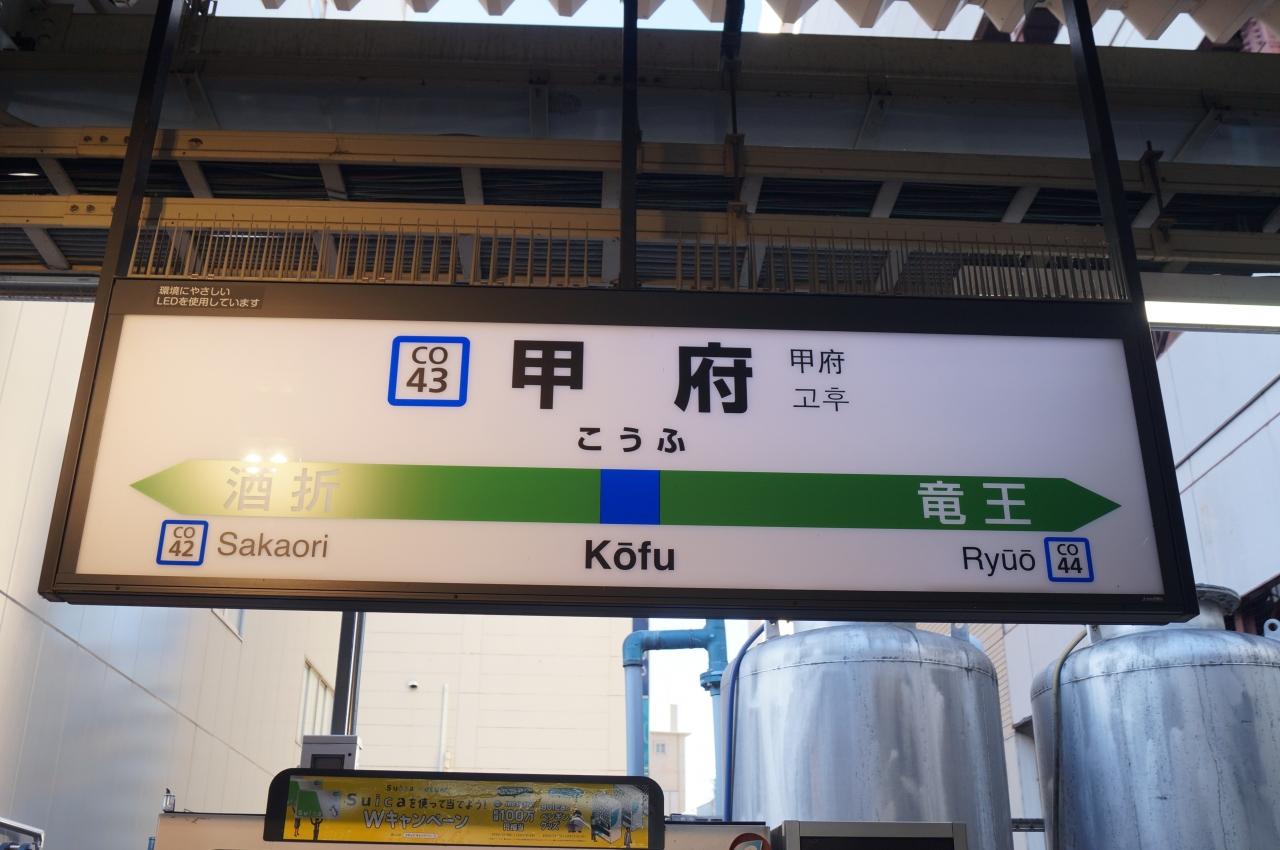 環境にやさしい
LEDを使用しています
CO
43
甲府
甲府
고후
こうふ
酒折
竜王
CO
42
Sakaori
Kōfu
Ryūō
CO
44
Suicaを使って当てよう!
Wキャンペーン